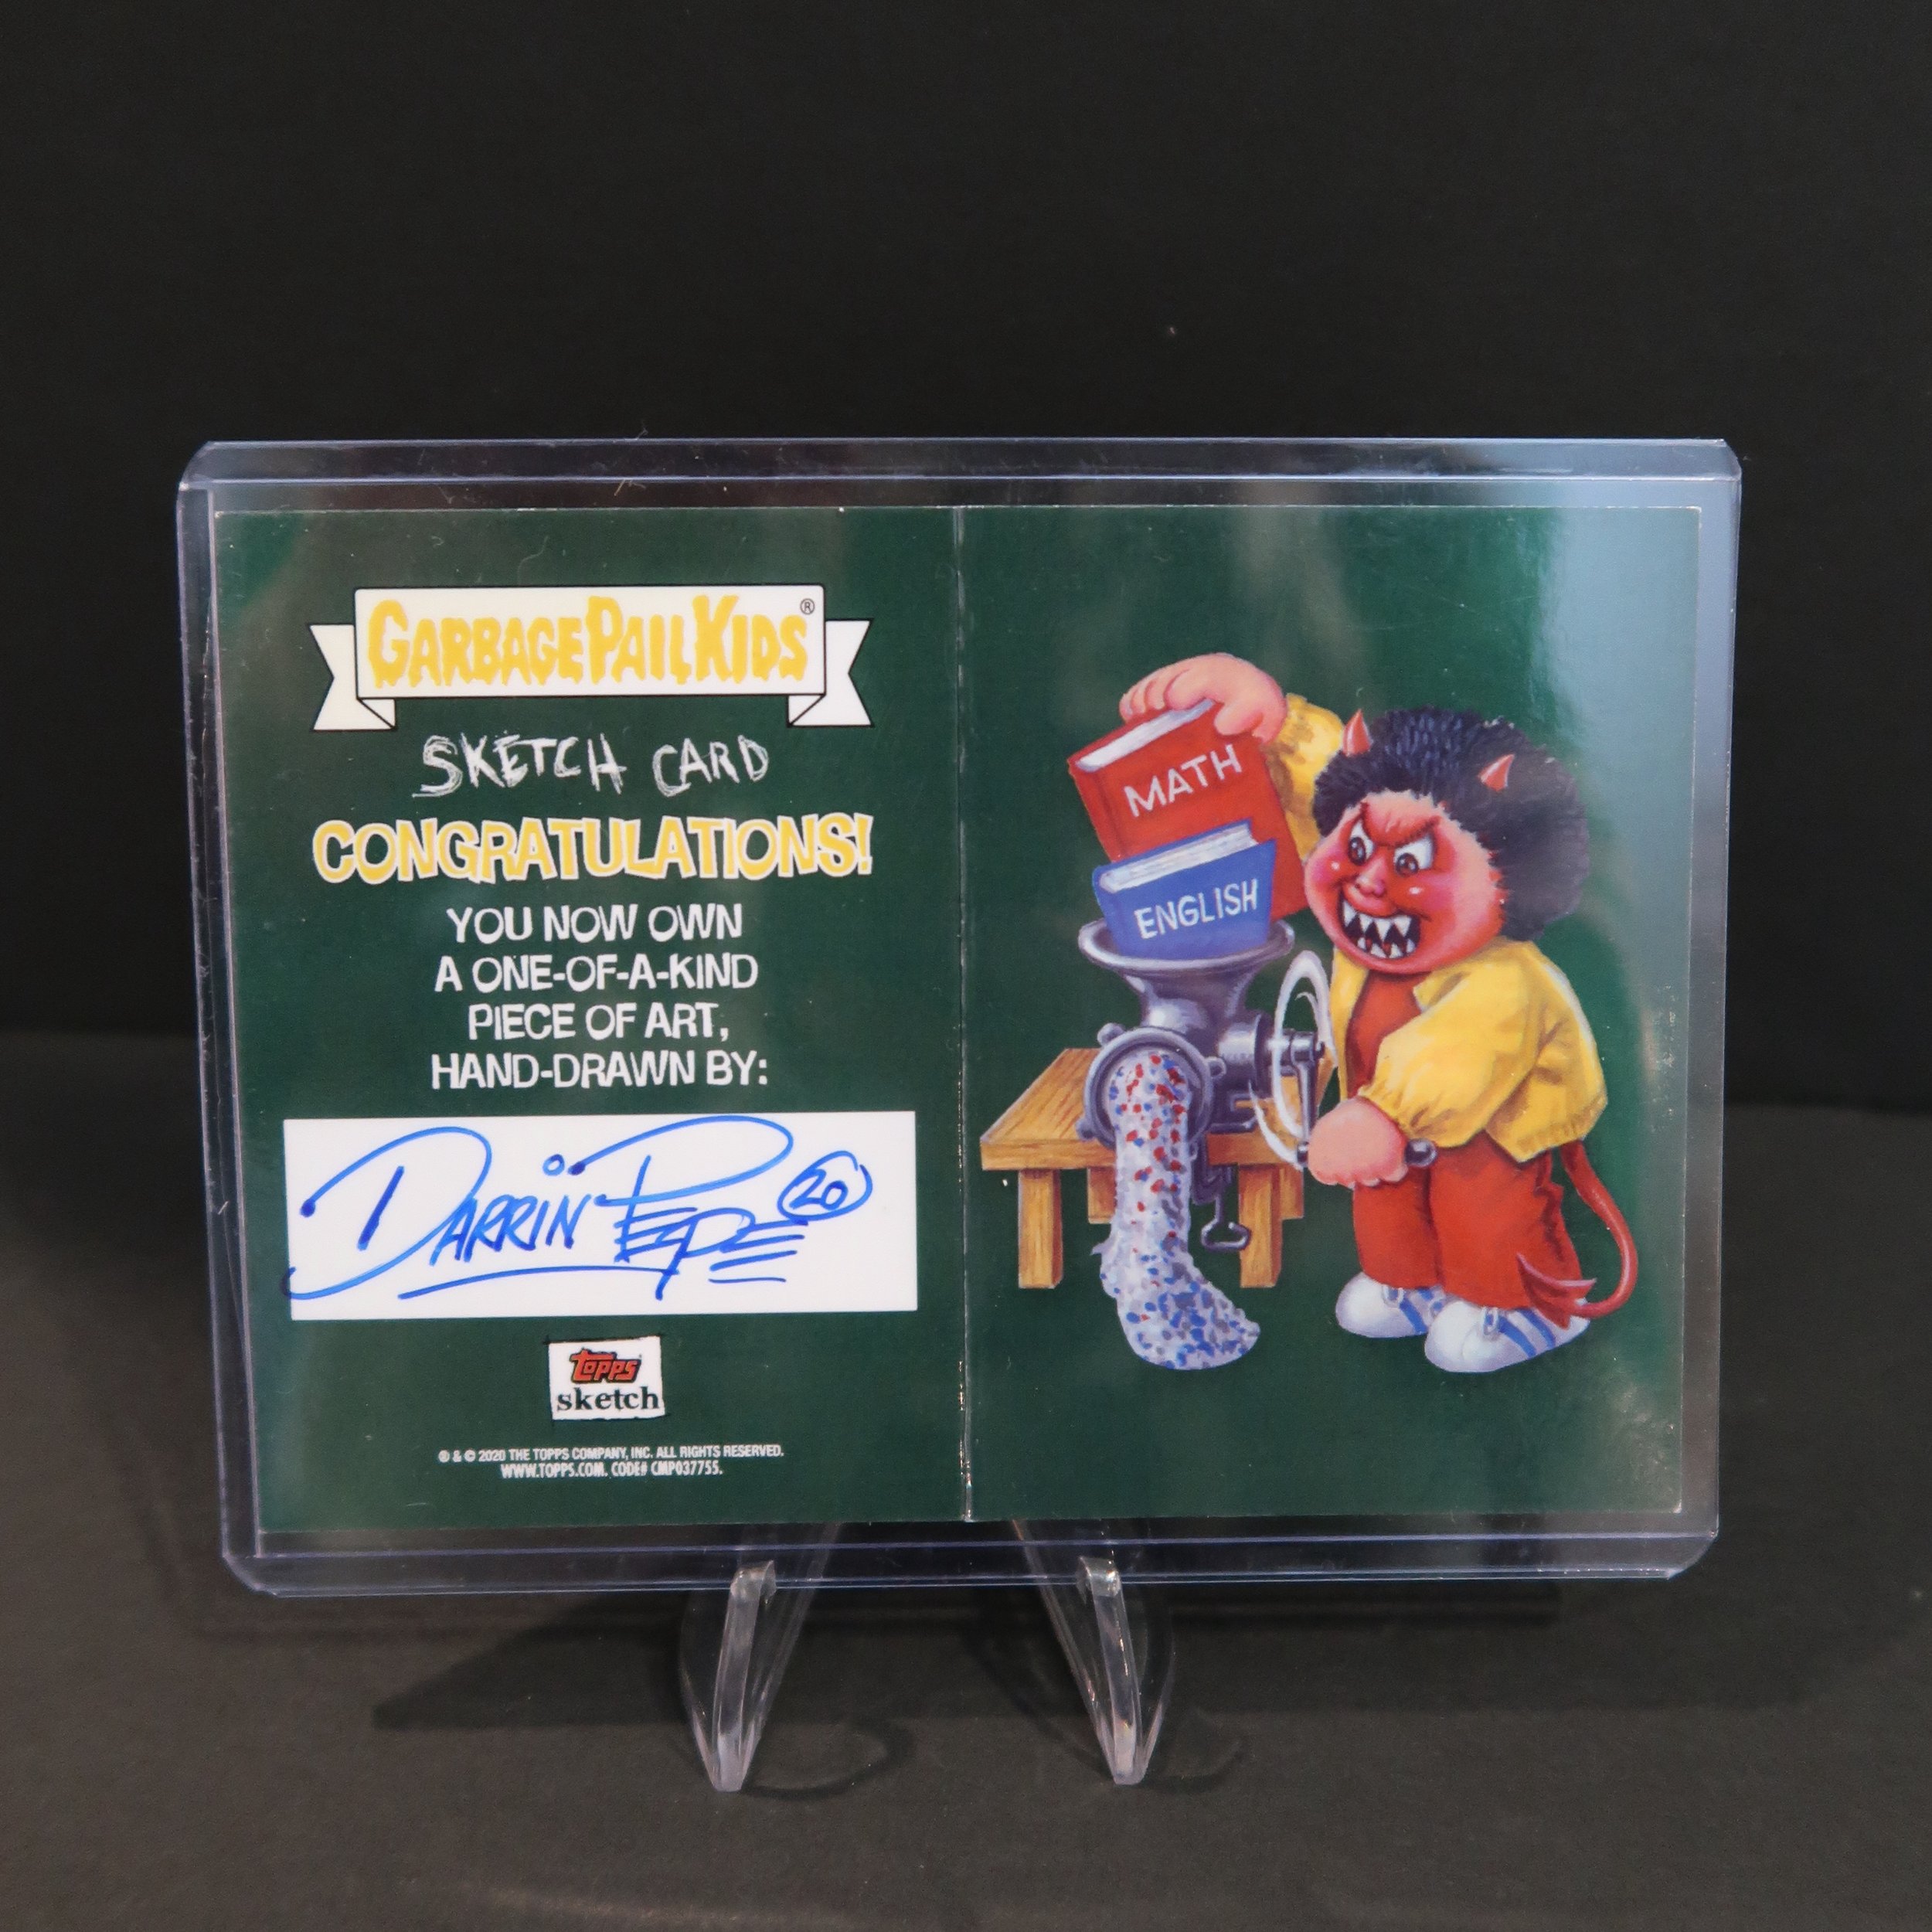 GARBAGE PAIL KIDS®
SKETCH CARD
CONGRATULATIONS!
YOU NOW OWN
A ONE-OF-A-KIND
PIECE OF ART,
HAND-DRAWN BY:
DARRIN PEPE 20
topps
sketch
® & © 2020 THE TOPPS COMPANY, INC. ALL RIGHTS RESERVED.
WWW.TOPPS.COM. CODE# CMP037755.
MATH
ENGLISH